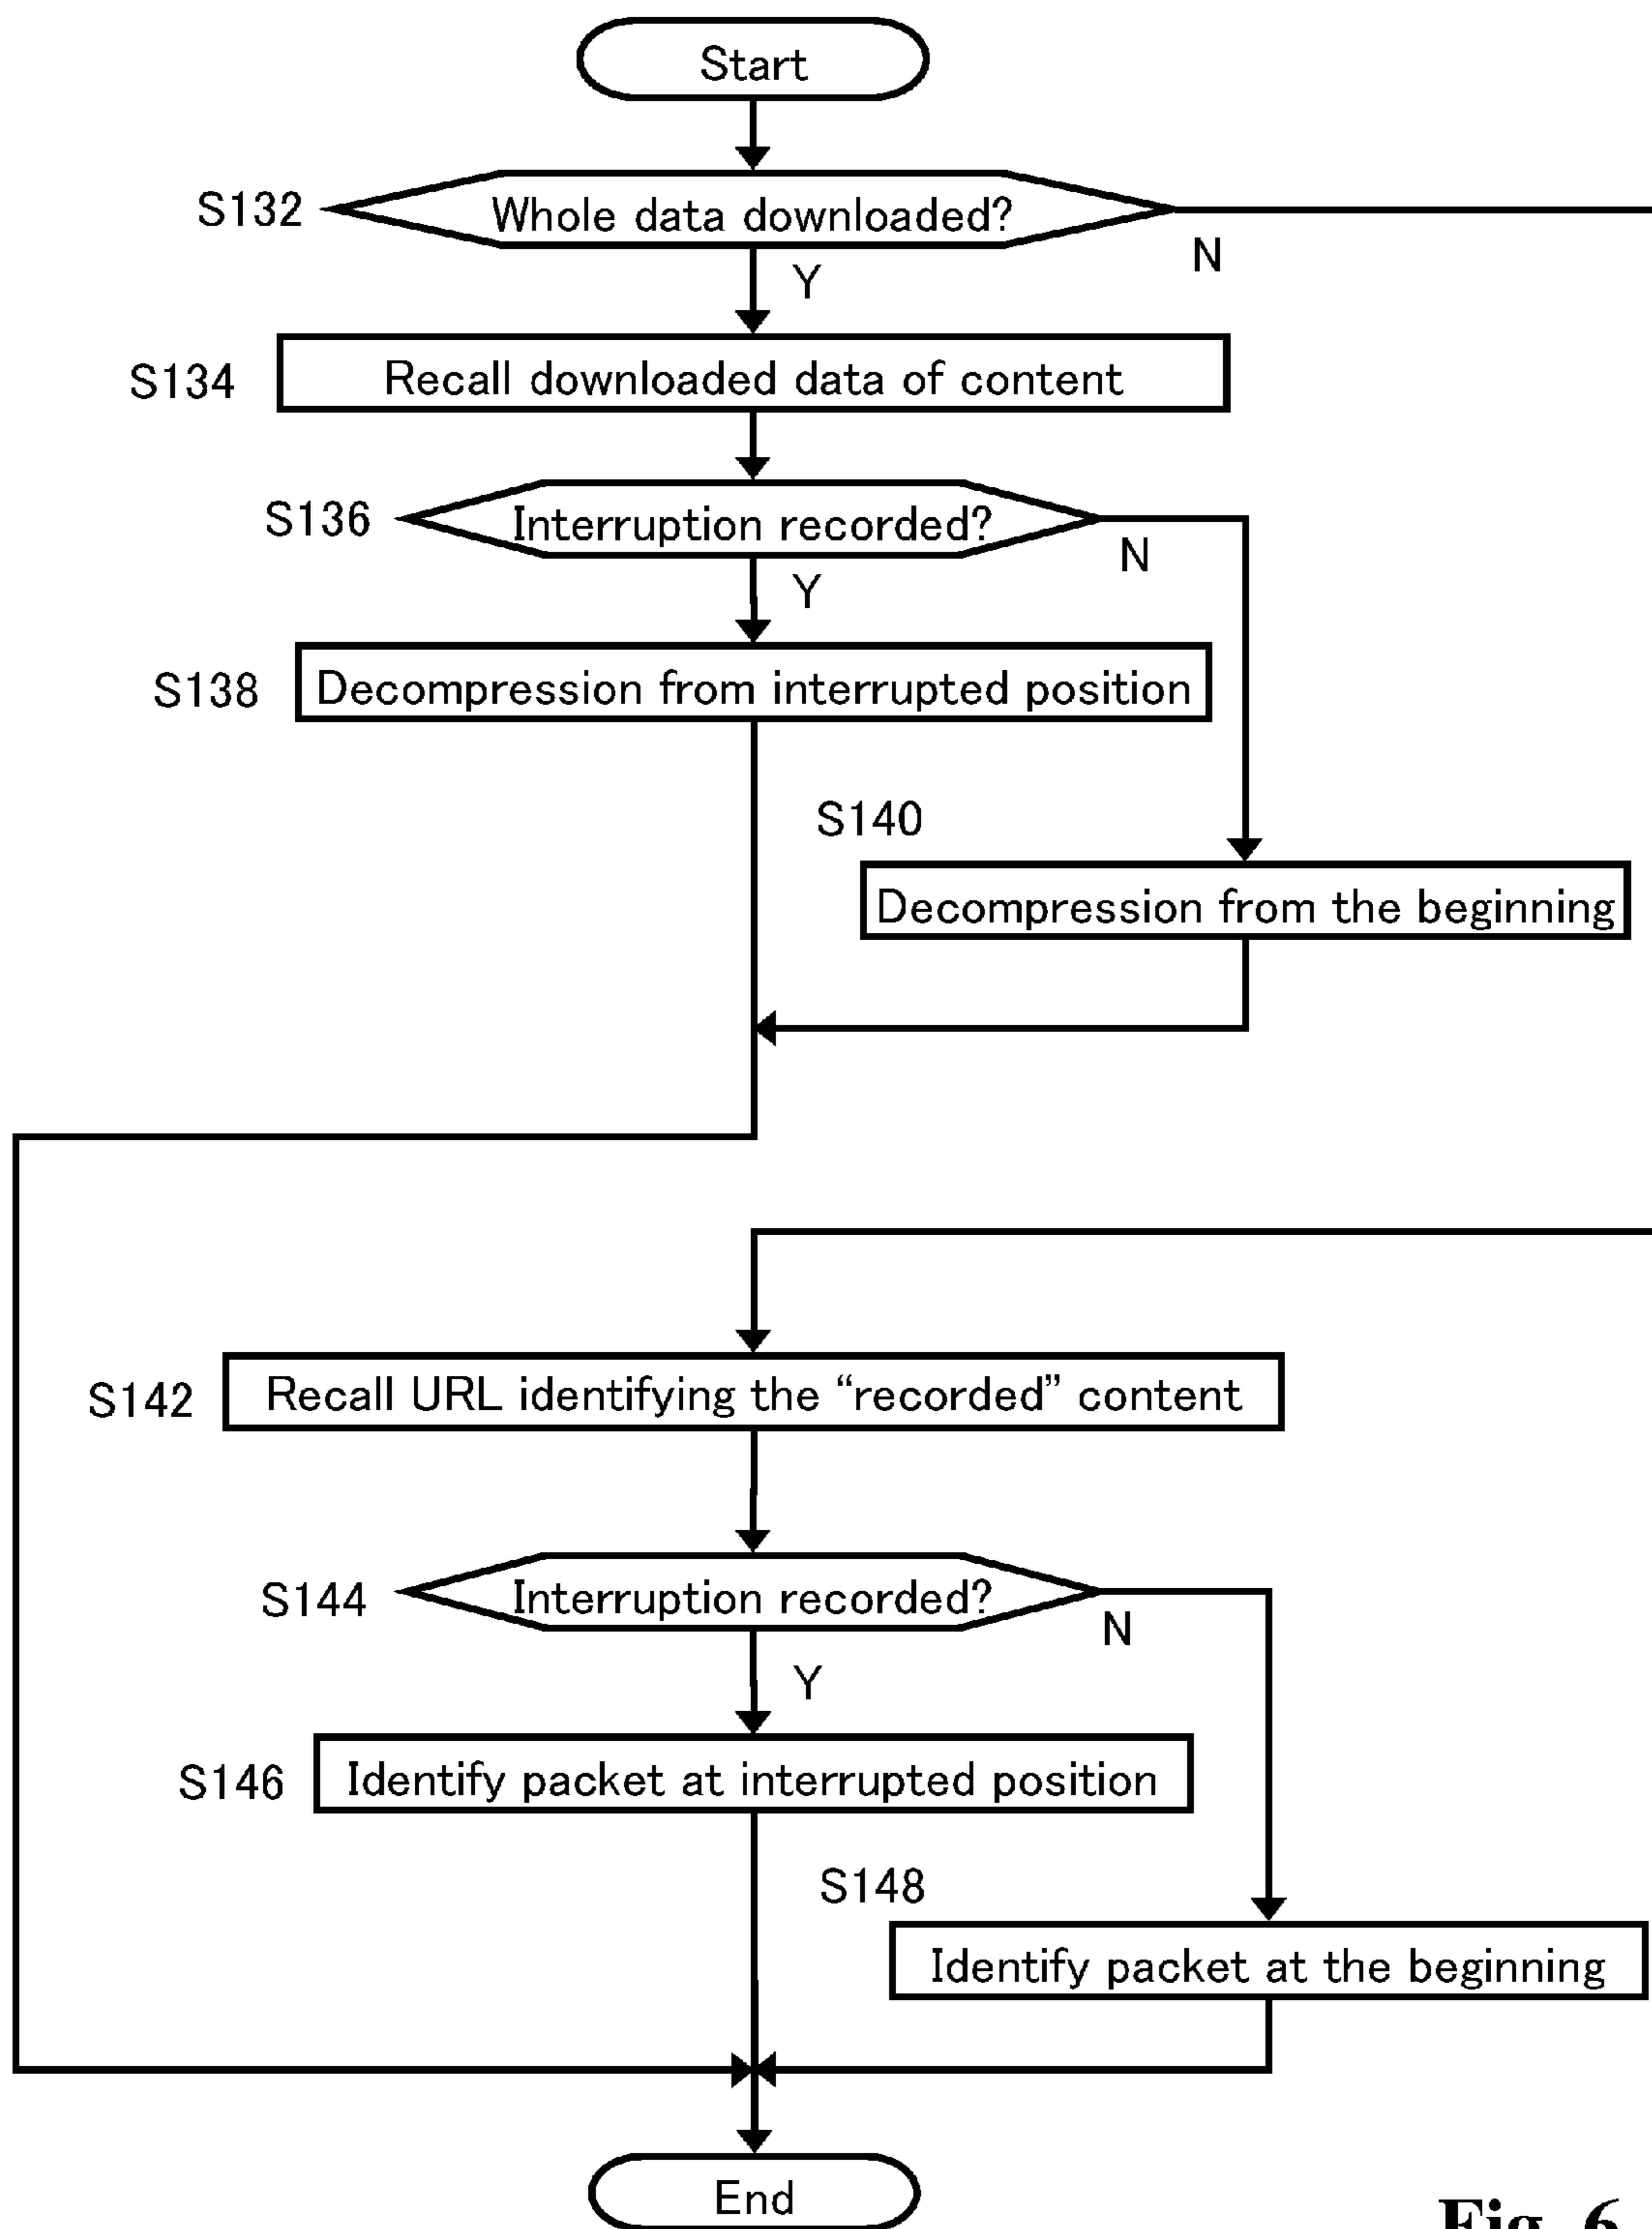 Start
S132
Whole data downloaded?
N
Y
S134
Recall downloaded data of content
S136
Interruption recorded?
N
Y
S138
Decompression from interrupted position
S140
Decompression from the beginning
S142
Recall URL identifying the “recorded” content
S144
Interruption recorded?
N
Y
S146
Identify packet at interrupted position
S148
Identify packet at the beginning
End
Fig. 6